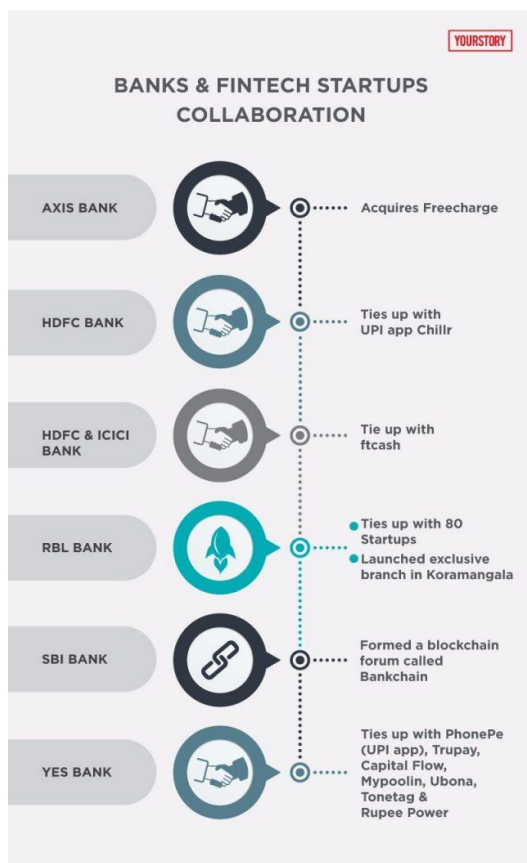 YOURSTORY
BANKS & FINTECH STARTUPS
COLLABORATION
AXIS BANK
Acquires Freecharge
HDFC BANK
Ties up with
UPI app Chillr
HDFC & ICICI
BANK
Tie up with
ftcash
RBL BANK
Ties up with 80
Startups
Launched exclusive
branch in Koramangala
SBI BANK
Formed a blockchain
forum called
Bankchain
YES BANK
Ties up with PhonePe
(UPI app), Trupay,
Capital Flow,
Mypoolin, Ubona,
Tonetag &
Rupee Power